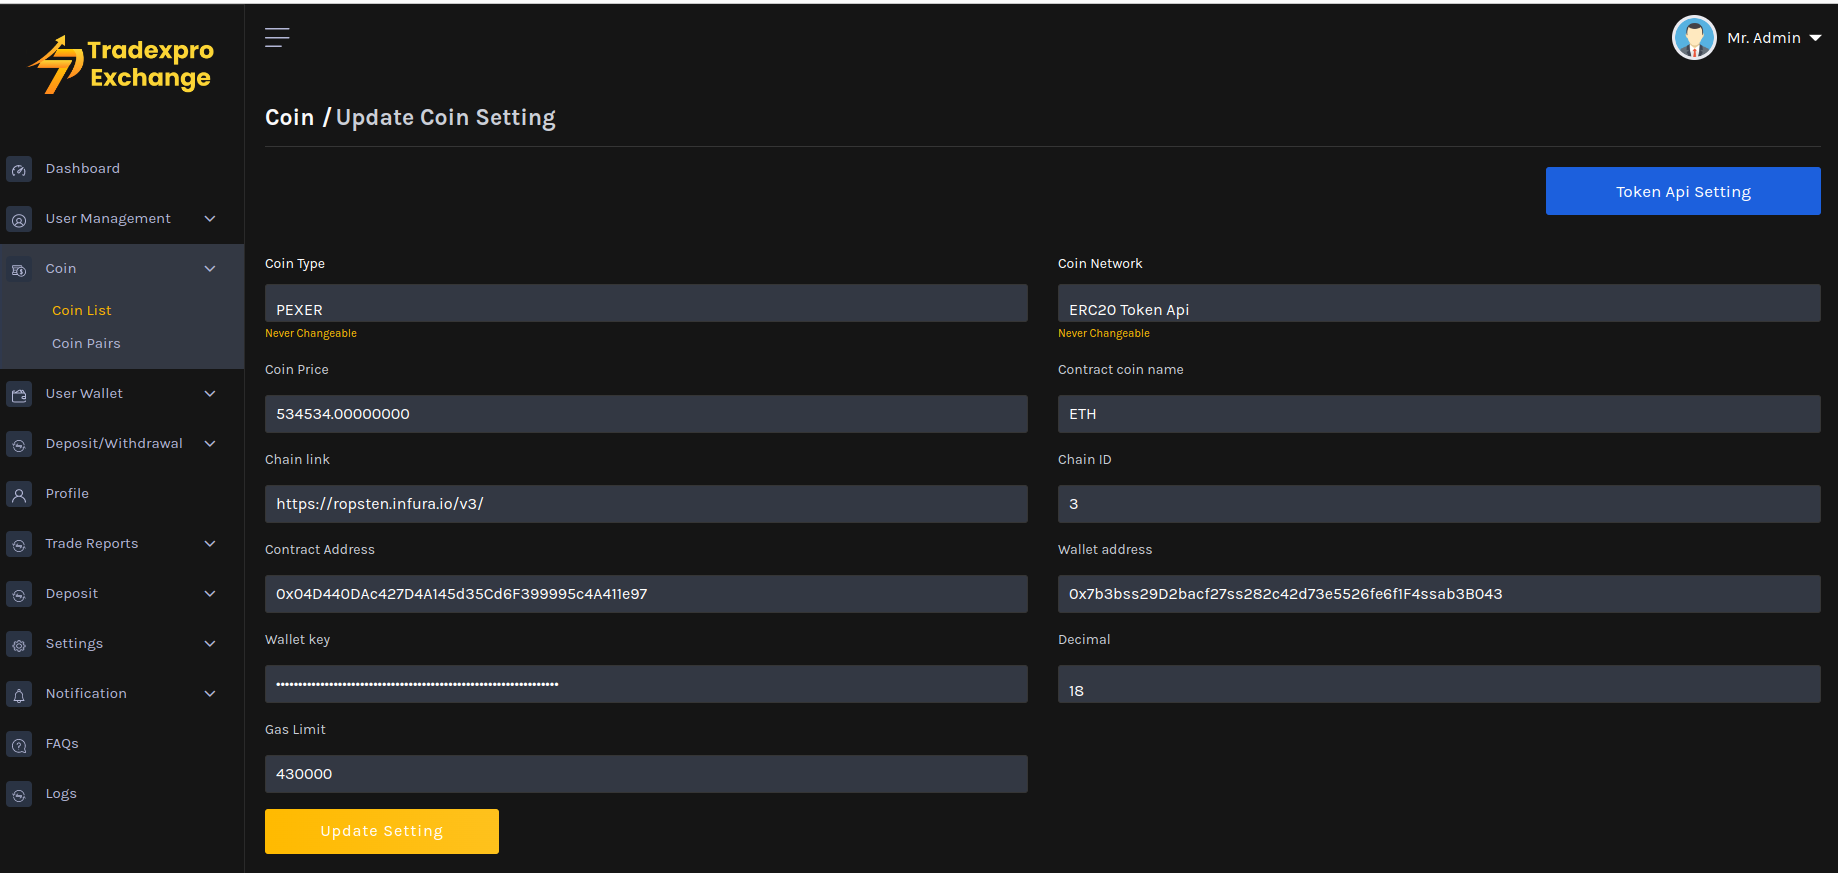 Tradexpro
Exchange
Mr. Admin
Coin / Update Coin Setting
Token Api Setting
Dashboard
User Management
Coin
Coin List
Coin Pairs
User Wallet
Deposit/Withdrawal
Profile
Trade Reports
Deposit
Settings
Notification
FAQs
Logs
Coin Type
PEXER
Never Changeable
Coin Network
ERC20 Token Api
Never Changeable
Coin Price
534534.00000000
Contract coin name
ETH
Chain link
https://ropsten.infura.io/v3/
Chain ID
3
Contract Address
0x04D440DAc427D4A145d35Cd6F399995c4A411e97
Wallet address
0x7b3bss29D2bacf27ss282c42d73e5526fe6f1F4ssab3B043
Wallet key
Decimal
18
Gas Limit
430000
Update Setting